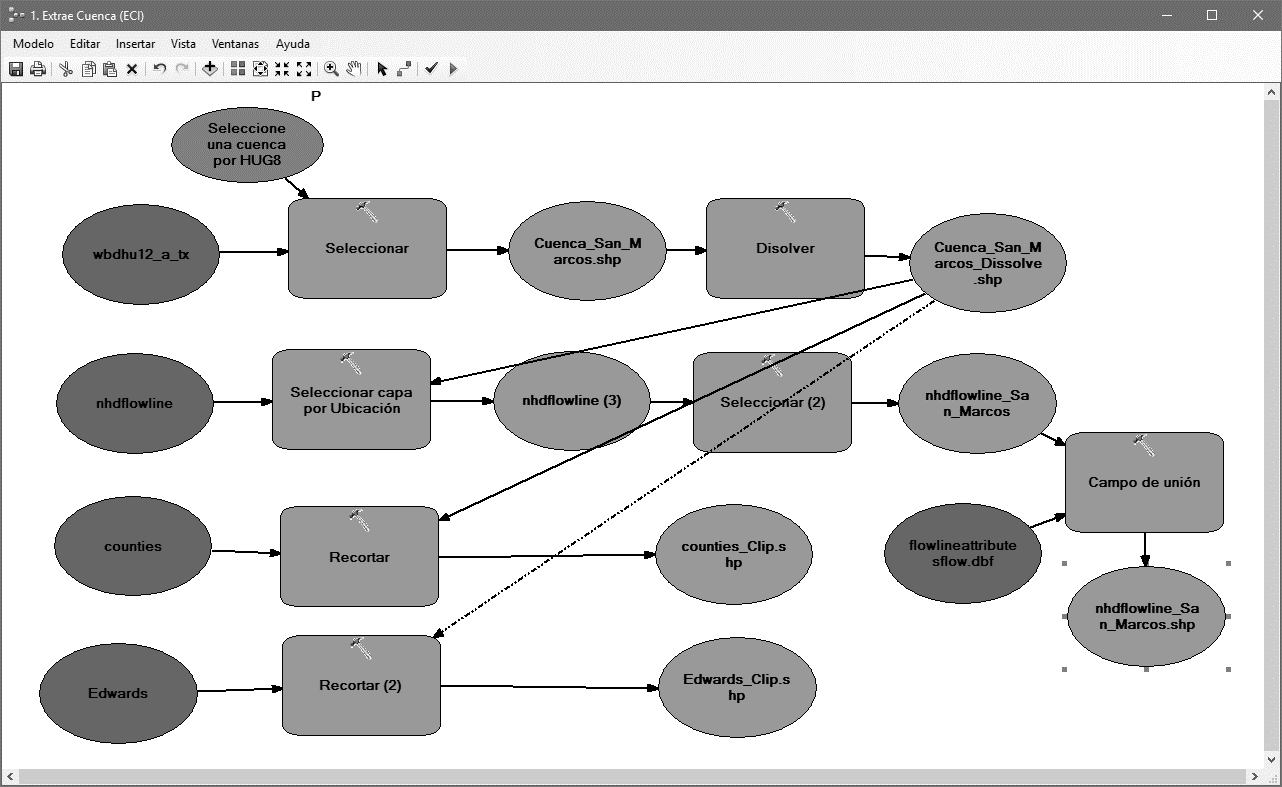 1. Extrae Cuenca (ECI)
Modelo Editar Insertar Vista Ventanas Ayuda
P
Seleccione
una cuenca
por HUG8
wbdhu12_a_tx
Seleccionar
Cuenca_San_M
arcos.shp
Disolver
Cuenca_San_M
arcos_Dissolve
.shp
nhdflowline
Seleccionar capa
por Ubicación
nhdflowline (3)
Seleccionar (2)
nhdflowline_Sa
n_Marcos
Campo de unión
counties
Recortar
counties_Clip.s
hp
flowlineattribute
sflow.dbf
nhdflowline_Sa
n_Marcos.shp
Edwards
Recortar (2)
Edwards_Clip.s
hp